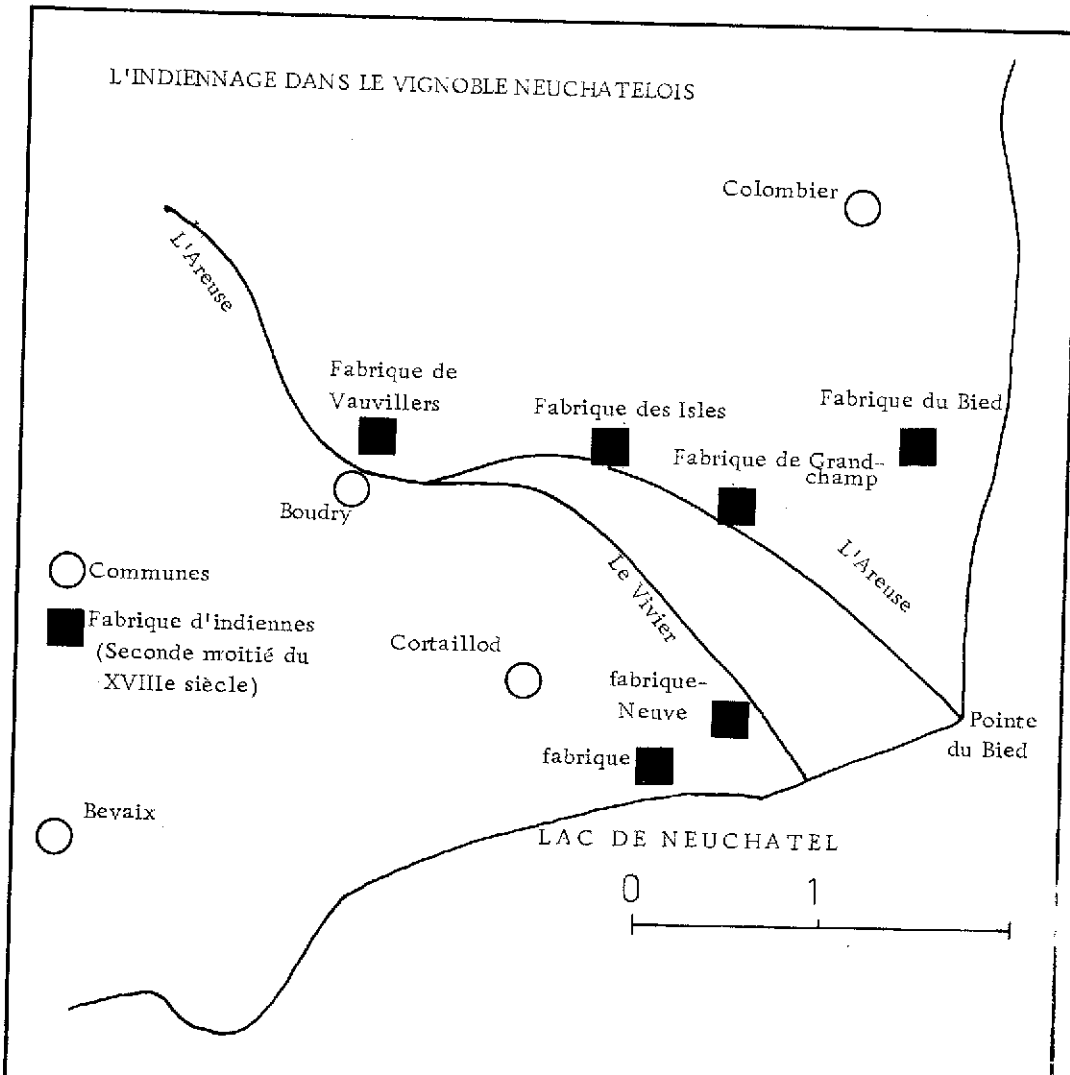 L'INDIENNAGE DANS LE VIGNOBLE NEUCHATELOIS
Colombier
L'Areuse
Fabrique de
Vauvillers
Fabrique des Isles
Fabrique du Bied
Fabrique de Grand-
champ
Boudry
L'Areuse
Le Vivier
Communes
Fabrique d'indiennes
(Seconde moitié du
XVIIIe siècle)
Cortaillod
fabrique-
Neuve
Pointe
du Bied
fabrique
Bevaix
LAC DE NEUCHATEL
0 1